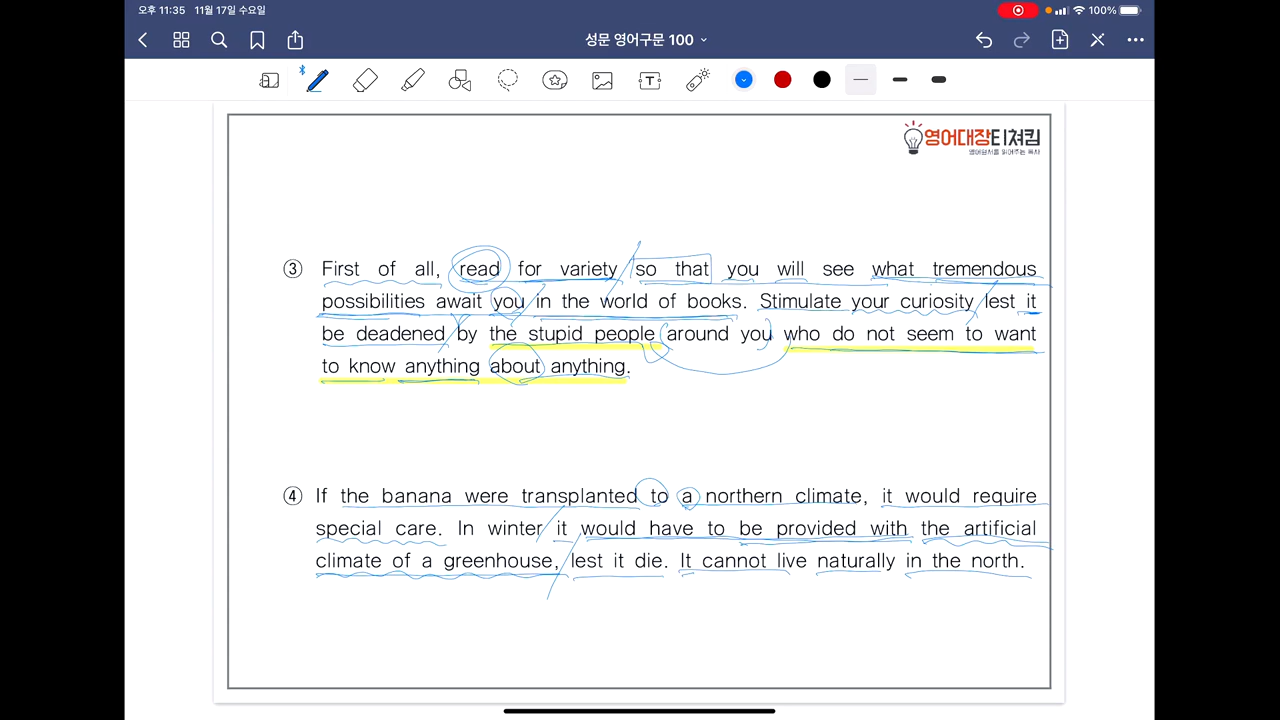 오후 11:35 11월 17일 수요일
100%
성문 영어구문 100
영어대장티쳐킴
③ First of all, read for variety so that you will see what tremendous
possibilities await you in the world of books. Stimulate your curiosity lest it
be deadened by the stupid people around you who do not seem to want
to know anything about anything.
④ If the banana were transplanted to a northern climate, it would require
special care. In winter it would have to be provided with the artificial
climate of a greenhouse, lest it die. It cannot live naturally in the north.